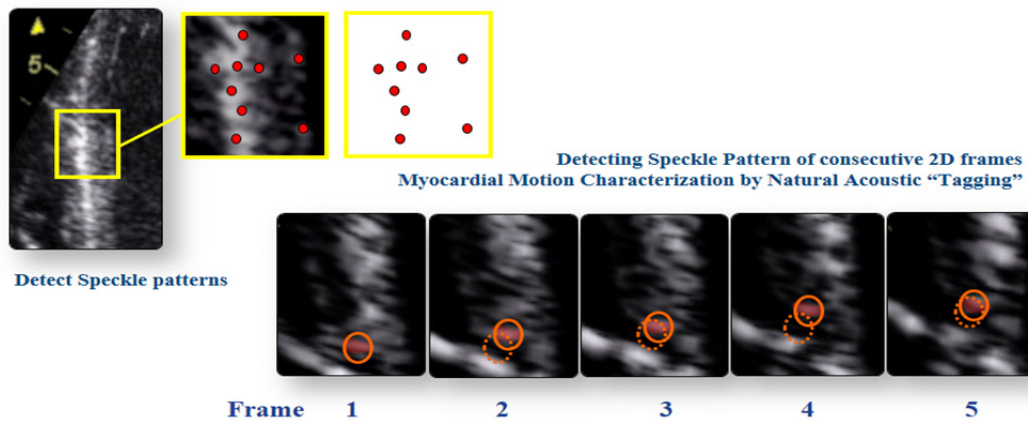 5
Detecting Speckle Pattern of consecutive 2D frames
Myocardial Motion Characterization by Natural Acoustic “Tagging”
Detect Speckle patterns
Frame 1 2 3 4 5